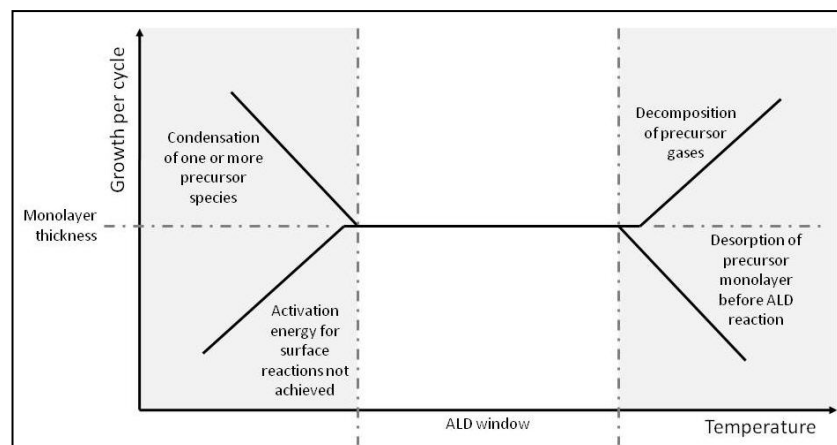 Growth per cycle
Condensation
of one or more
precursor
species
Decomposition
of precursor
gases
Monolayer
thickness
Activation
energy for
surface
reactions not
achieved
Desorption of
precursor
monolayer
before ALD
reaction
ALD window
Temperature